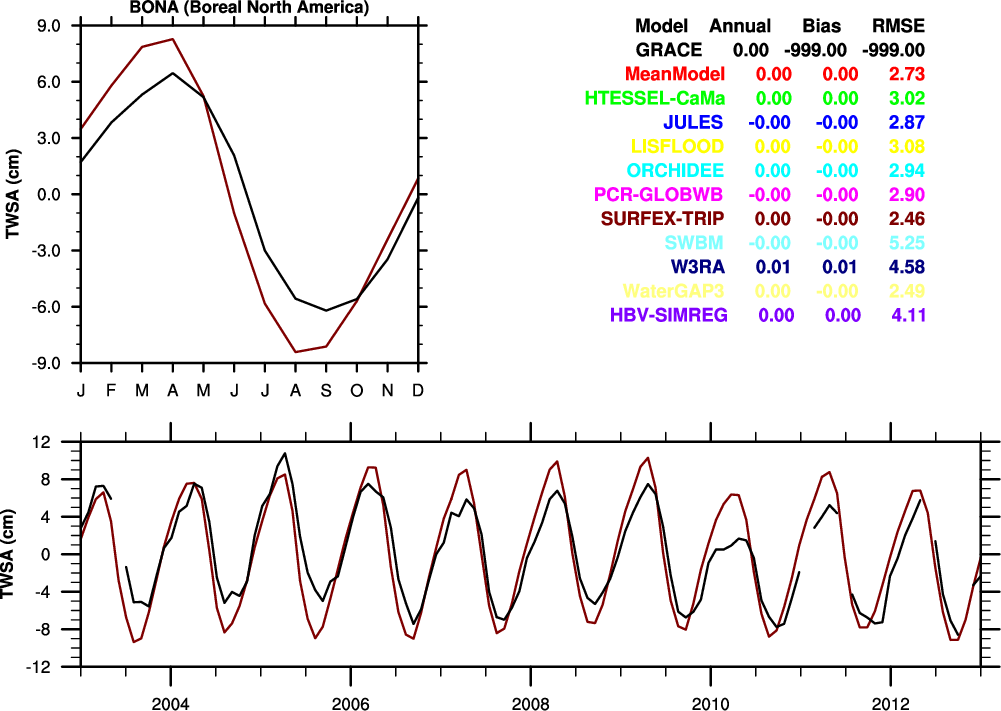 BONA (Boreal North America)
9.0
6.0
3.0
0.0
-3.0
-6.0
-9.0
TWSA (cm)
J F M A M J J A S O N D
Model Annual Bias RMSE
GRACE 0.00 -999.00 -999.00
MeanModel 0.00 0.00 2.73
HTESSEL-CaMa 0.00 0.00 3.02
JULES -0.00 -0.00 2.87
LISFLOOD 0.00 -0.00 3.08
ORCHIDEE 0.00 -0.00 2.94
PCR-GLOBWB -0.00 -0.00 2.90
SURFEX-TRIP 0.00 -0.00 2.46
SWBM -0.00 -0.00 5.25
W3RA 0.01 0.01 4.58
WaterGAP3 0.00 -0.00 2.49
HBV-SIMREG 0.00 0.00 4.11
12
8
4
0
-4
-8
-12
TWSA (cm)
2004 2006 2008 2010 2012